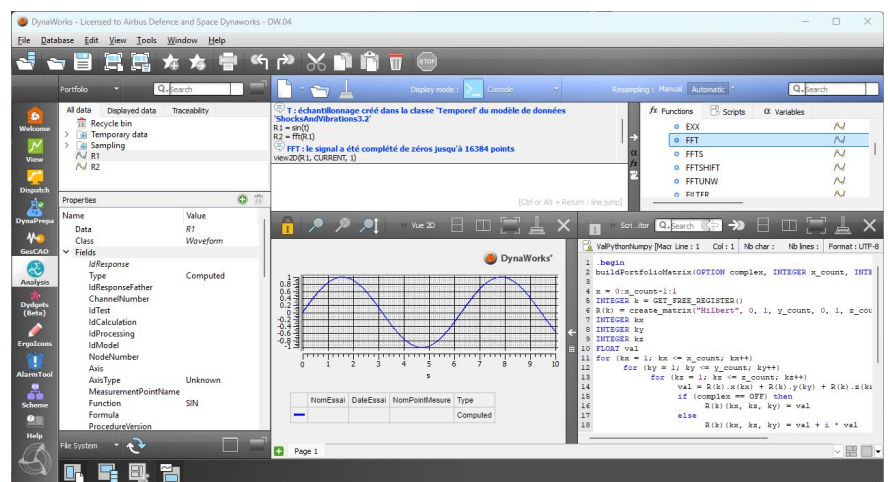 DynaWorks - Licensed to Airbus Defence and Space Dynaworks - DW.04
File Database Edit View Tools Window Help
STOP
Portfolio
Search
Display mode : Console
Resampling : Manual Automatic
Search
Welcome
View
Dispatch
DynaPrepa
GesCAO
Analysis
Dydgets
(Beta)
ErgoIcons
AlarmTool
Scheme
Help
All data Displayed data Traceability
Recycle bin
Temporary data
Sampling
R1
R2
T : échantillonnage créé dans la classe 'Temporel' du modèle de données
'ShocksAndVibrations3.2'
R1 = sin(t)
R2 = fft(R1)
FFT : le signal a été complété de zéros jusqu'à 16384 points
view2D(R1, CURRENT, 1)
[Ctrl or Alt + Return : line jump]
fx Functions Scripts α Variables
α
fx
EXX
FFT
FFTS
FFTSHIFT
FFTUNW
FILTER
Properties
Name Value
Data R1
Class Waveform
Fields
IdResponse
Type Computed
IdResponseFather
ChannelNumber
IdTest
IdCalculation
IdProcessing
IdModel
NodeNumber
Axis
AxisType Unknown
MeasurementPointName
Function SIN
Formula
ProcedureVersion
File System
Vue 2D
DynaWorks
1
0.8
0.6
0.4
0.2
0
-0.2
-0.4
-0.6
-0.8
-1
0 1 2 3 4 5 6 7 8 9 10
s
NomEssai DateEssai NomPointMesure Type
Computed
Page 1
Scri...itor Search
ValPythonNumpy [Macr Line : 1 Col : 1 Nb char : Nb lines : Format : UTF-8
1 .begin
2 buildPortfolioMatrix(OPTION complex, INTEGER x_count, INTE
3
4 x = 0:x_count-1:1
5 INTEGER k = GET_FREE_REGISTER()
6 R(k) = create_matrix("Hilbert", 0, 1, y_count, 0, 1, z_cou
7 INTEGER kx
8 INTEGER ky
9 INTEGER kz
10 FLOAT val
11 for (kx = 1; kx <= x_count; kx++)
12 for (ky = 1; ky <= y_count; ky++)
13 for (kz = 1; kz <= z_count; kz++)
14 val = R(k).x(kx) + R(k).y(ky) + R(k).z(kz
15 if (complex == OFF) then
16 R(k)(kx, kz, ky) = val
17 else
18 R(k)(kx, kz, ky) = val + i * val